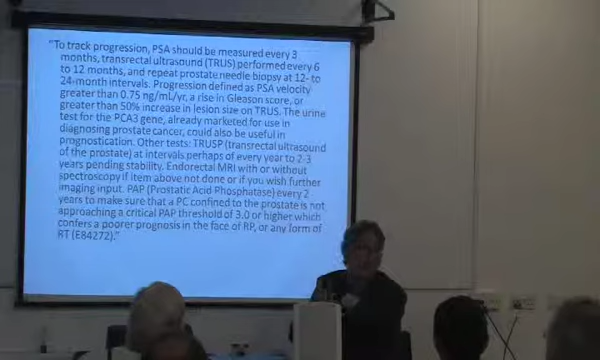 "To track progression, PSA should be measured every 3
months, transrectal ultrasound (TRUS) performed every 6
to 12 months, and repeat prostate needle biopsy at 12- to
24-month intervals. Progression defined as PSA velocity
greater than 0.75 ng/mL/yr, a rise in Gleason score, or
greater than 50% increase in lesion size on TRUS. The urine
test for the PCA3 gene, already marketed for use in
diagnosing prostate cancer, could also be useful in
prognostication. Other tests: TRUSP (transrectal ultrasound
of the prostate) at intervals perhaps of every year to 2-3
years pending stability. Endorectal MRI with or without
spectroscopy if item above not done or if you wish further
imaging input. PAP (Prostatic Acid Phosphatase) every 2
years to make sure that a PC confined to the prostate is not
approaching a critical PAP threshold of 3.0 or higher which
confers a poorer prognosis in the face of RP, or any form of
RT (E84272)."